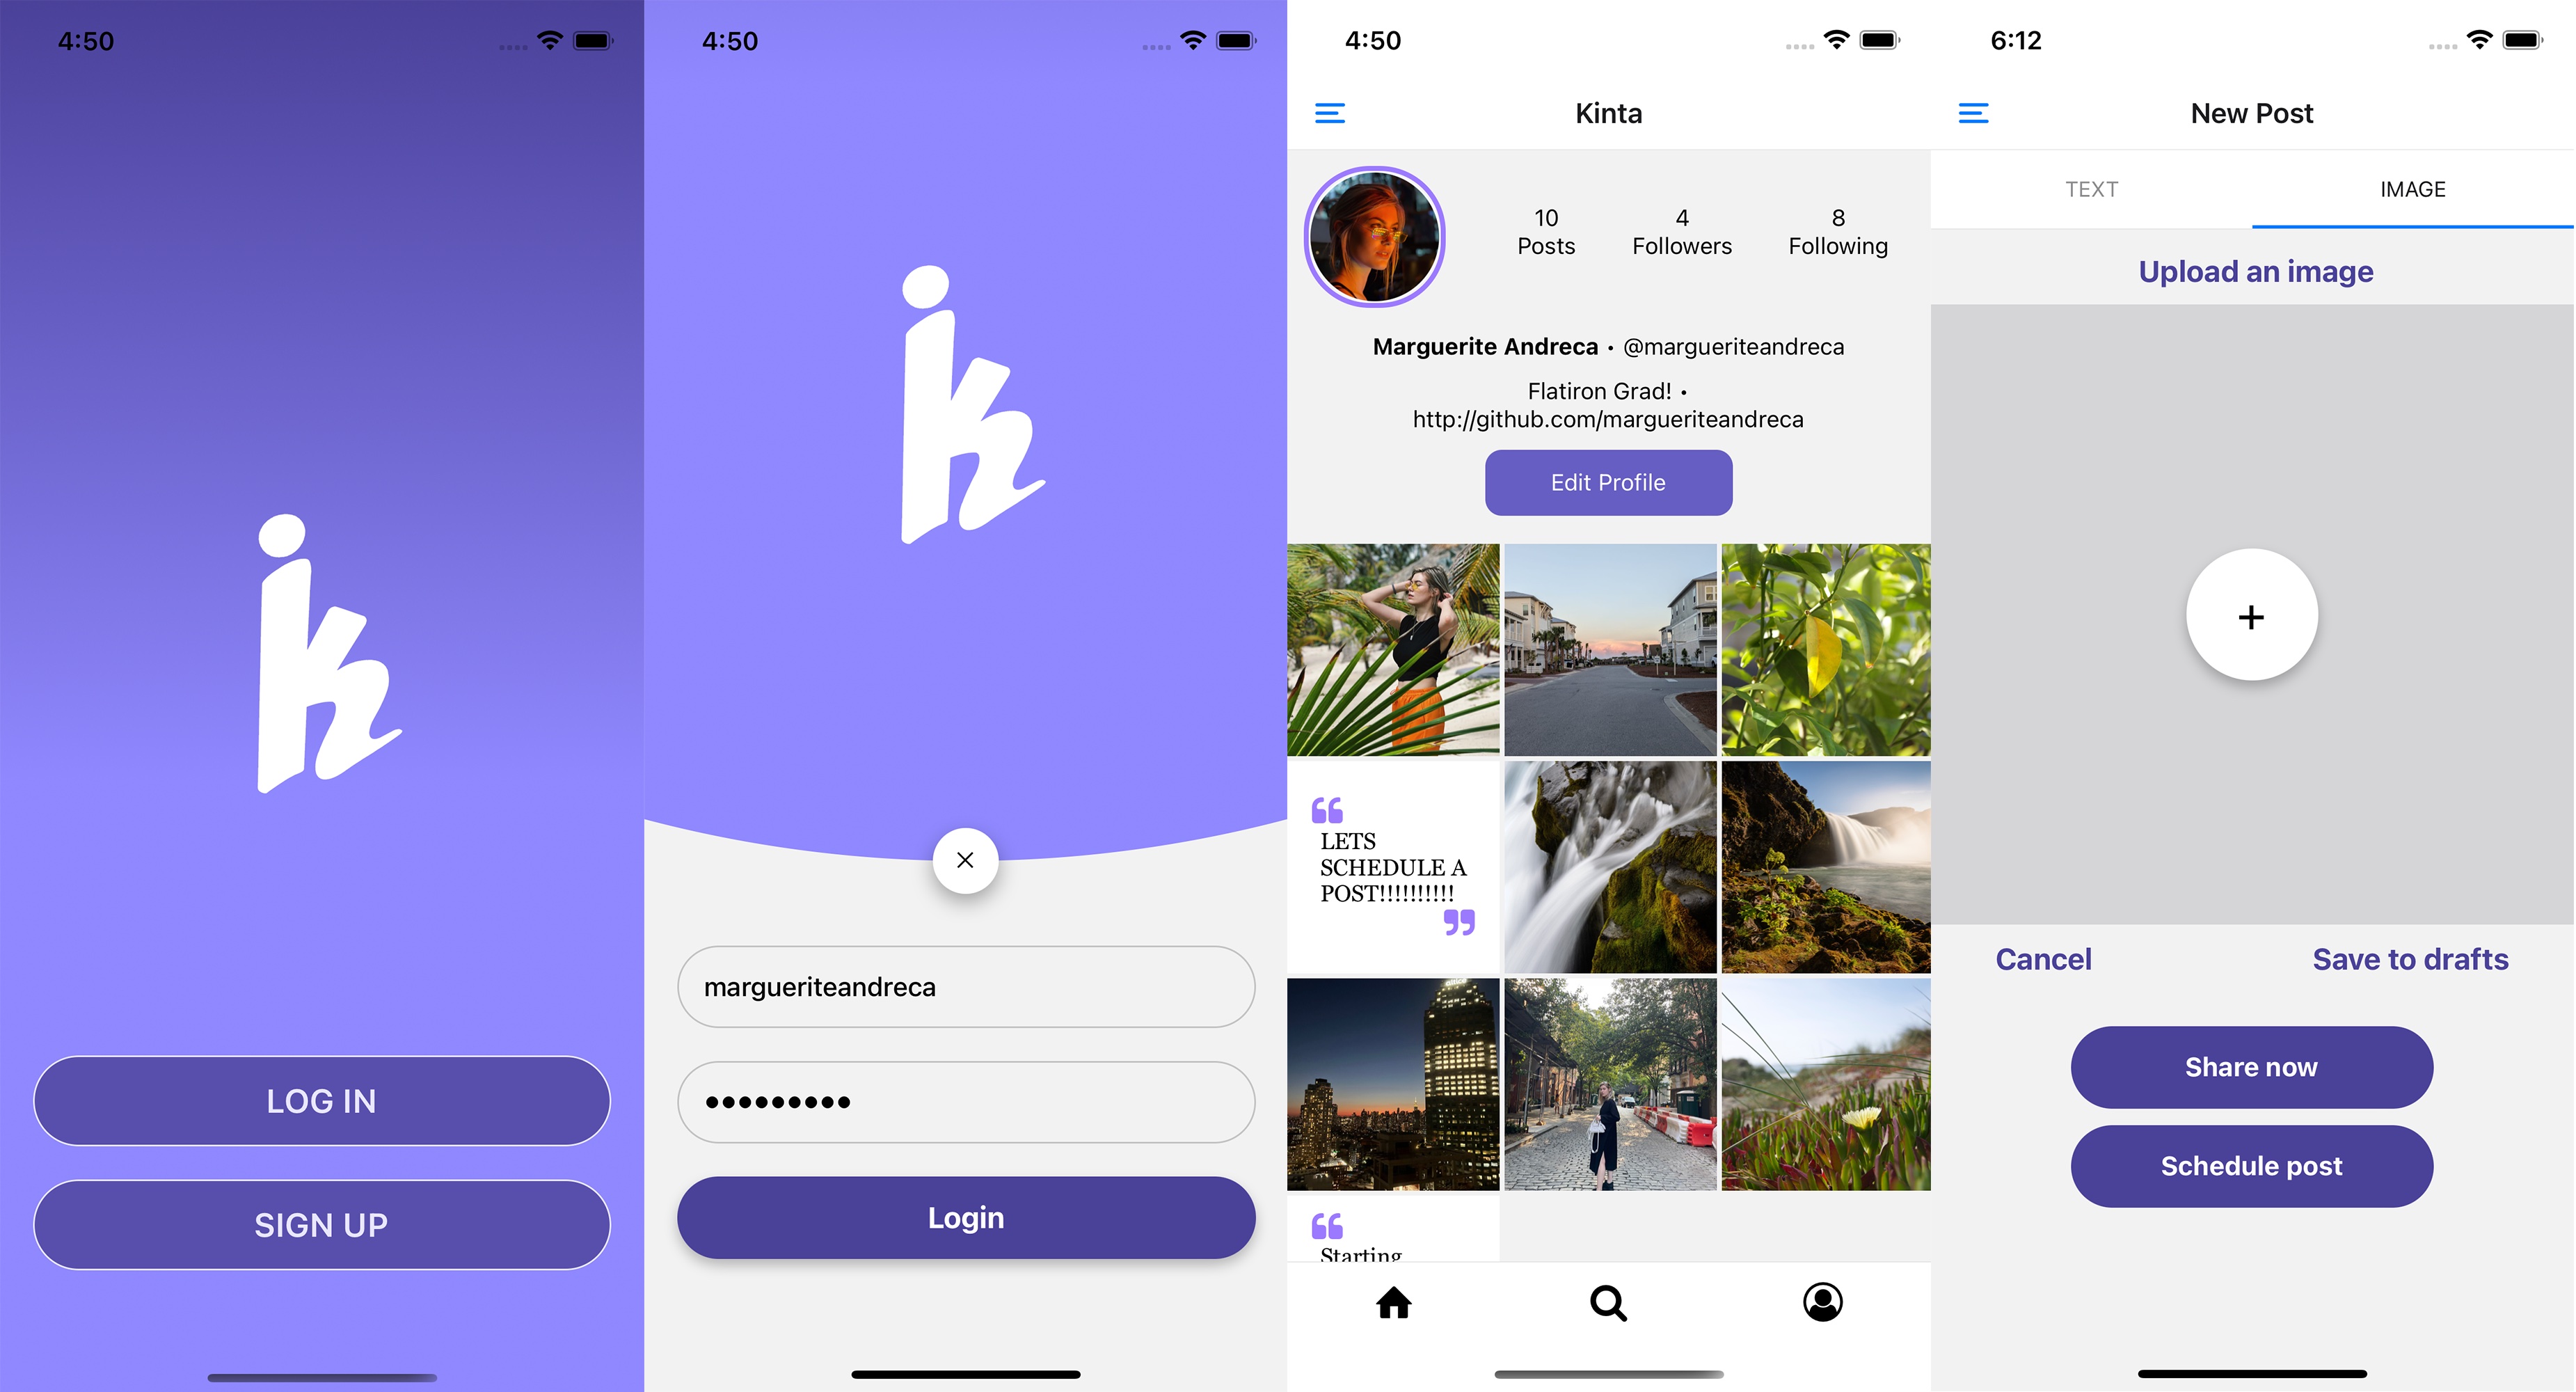 4:50
LOG IN
SIGN UP
4:50
margueriteandreca
Login
4:50
Kinta
10
Posts
4
Followers
8
Following
Marguerite Andreca • @margueriteandreca
Flatiron Grad! •
http://github.com/margueriteandreca
Edit Profile
“
LETS
SCHEDULE A
POST!!!!!!!!!!
”
“
Starting
6:12
New Post
TEXT
IMAGE
Upload an image
+
Cancel
Save to drafts
Share now
Schedule post